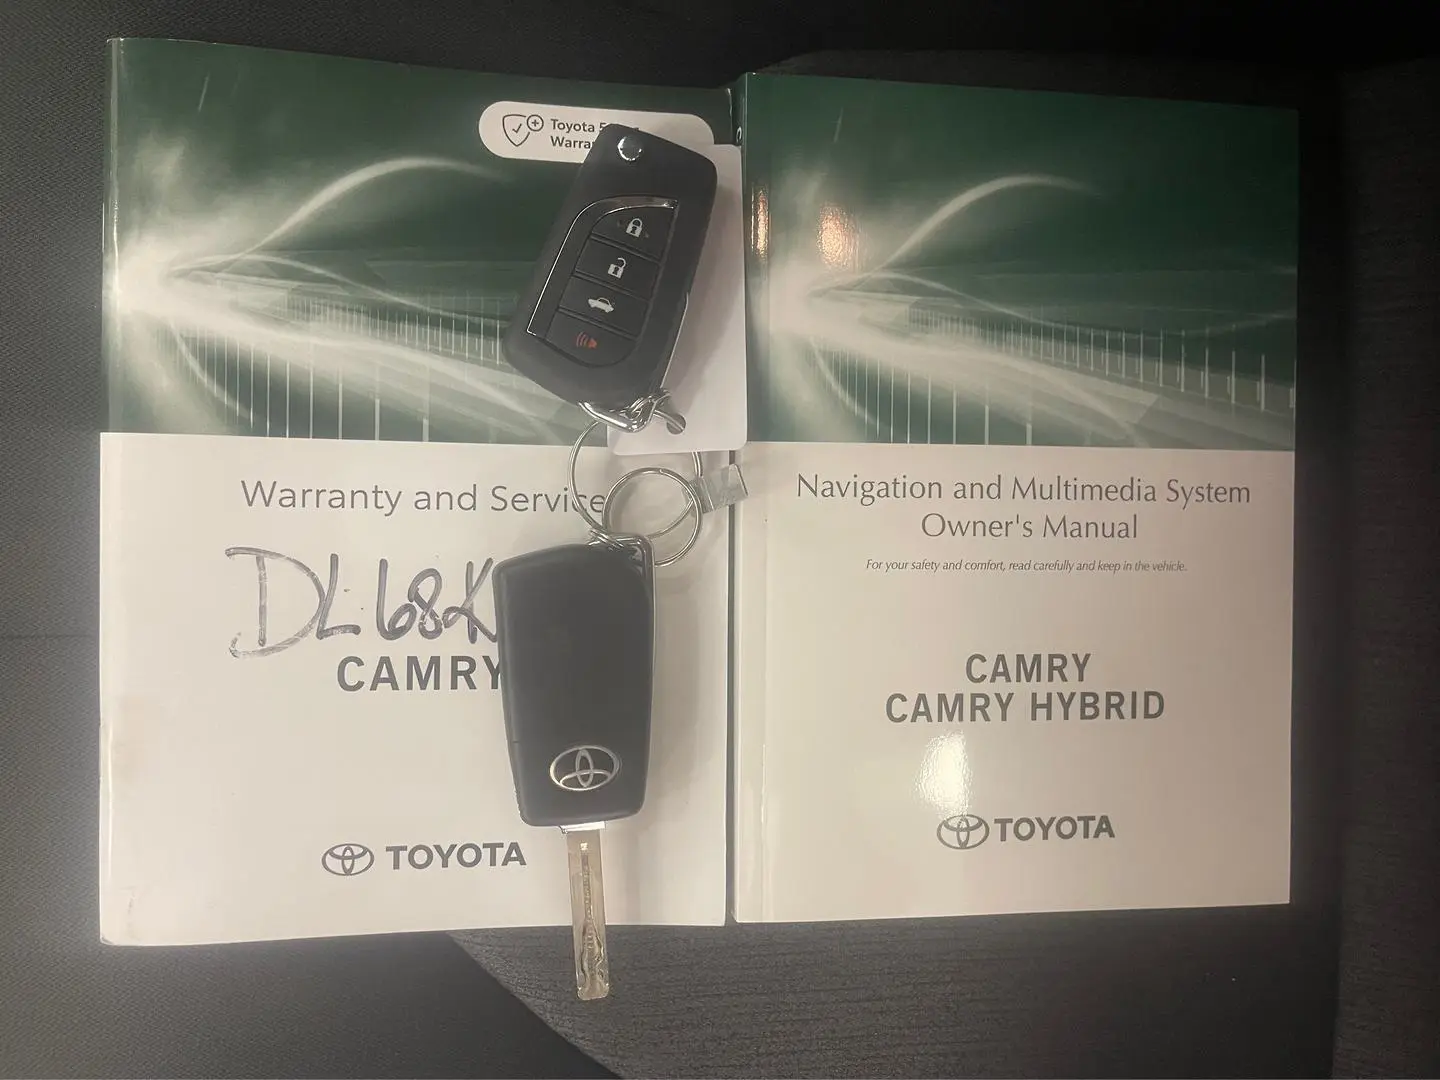 Toyota
Warranty and Service
DL68K
CAMRY
TOYOTA
Navigation and Multimedia System
Owner's Manual
For your safety and comfort, read carefully and keep in the vehicle.
CAMRY
CAMRY HYBRID
TOYOTA